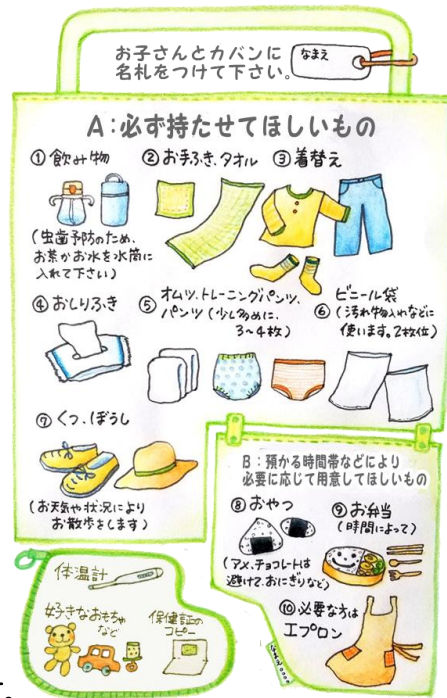 お子さんとカバンに
名札をつけて下さい。
なまえ
A：必ず持たせてほしいもの
① 飲み物
② お手ふき、タオル
③ 着替え
(虫歯予防のため、
お茶かお水を水筒に
入れて下さい)
④ おしりふき
⑤ オムツ、トレーニングパンツ、
パンツ (少し多めに、
3～4枚)
⑥ ビニール袋
(汚れ物入れなどに
使います。2枚位)
⑦ くつ、ぼうし
(お天気や状況により
お散歩をします)
B：預かる時間帯などにより
必要に応じて用意してほしいもの
⑧ おやつ
(アメ、チョコレートは
避けて、おにぎりなど)
⑨ お弁当
(時間によって)
⑩ 必要な方は
エプロン
体温計
好きなおもちゃ
など
保健証の
コピー